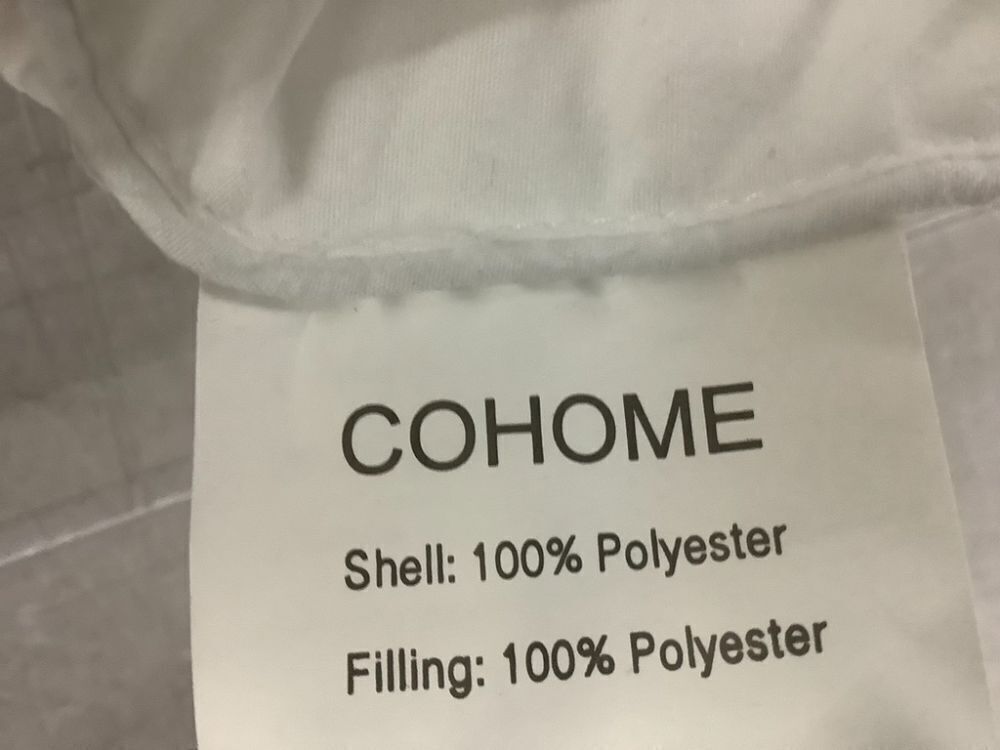 COHOME
Shell: 100% Polyester
Filling: 100% Polyester